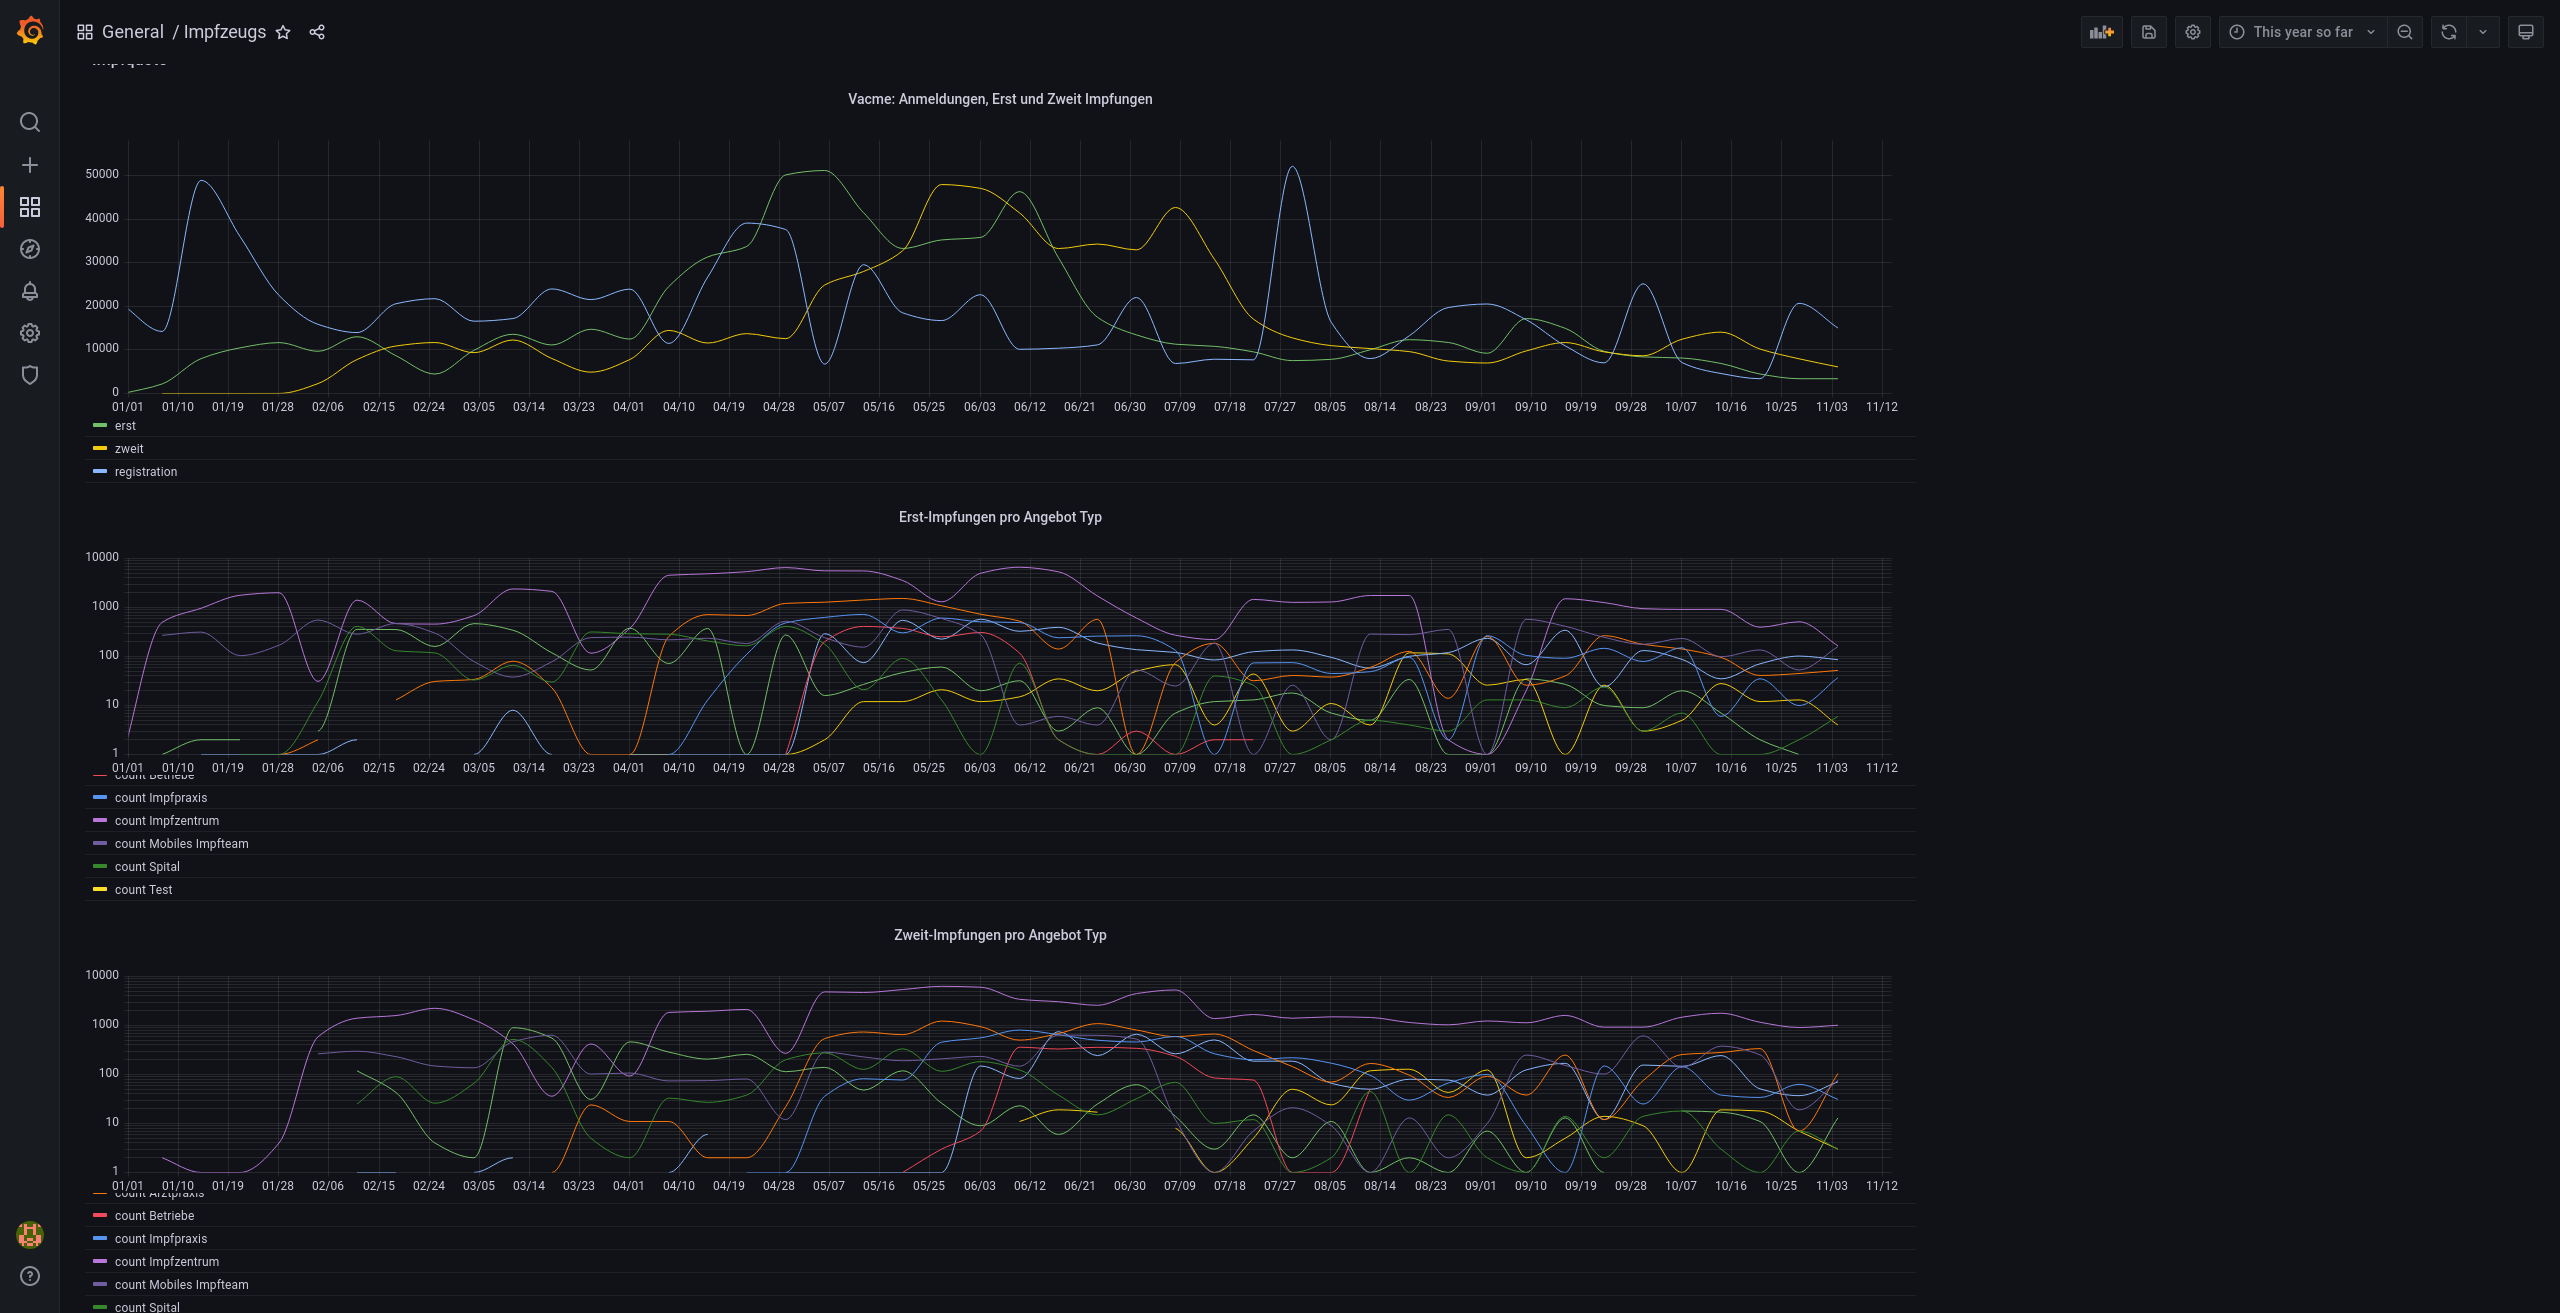 General / Impfzeugs
This year so far
Impfquote
Vacme: Anmeldungen, Erst und Zweit Impfungen
50000
40000
30000
20000
10000
0
01/01 01/10 01/19 01/28 02/06 02/15 02/24 03/05 03/14 03/23 04/01 04/10 04/19 04/28 05/07 05/16 05/25 06/03 06/12 06/21 06/30 07/09 07/18 07/27 08/05 08/14 08/23 09/01 09/10 09/19 09/28 10/07 10/16 10/25 11/03 11/12
erst
zweit
registration
Erst-Impfungen pro Angebot Typ
10000
1000
100
10
1
01/01 01/10 01/19 01/28 02/06 02/15 02/24 03/05 03/14 03/23 04/01 04/10 04/19 04/28 05/07 05/16 05/25 06/03 06/12 06/21 06/30 07/09 07/18 07/27 08/05 08/14 08/23 09/01 09/10 09/19 09/28 10/07 10/16 10/25 11/03 11/12
count Betriebe
count Impfpraxis
count Impfzentrum
count Mobiles Impfteam
count Spital
count Test
Zweit-Impfungen pro Angebot Typ
10000
1000
100
10
1
01/01 01/10 01/19 01/28 02/06 02/15 02/24 03/05 03/14 03/23 04/01 04/10 04/19 04/28 05/07 05/16 05/25 06/03 06/12 06/21 06/30 07/09 07/18 07/27 08/05 08/14 08/23 09/01 09/10 09/19 09/28 10/07 10/16 10/25 11/03 11/12
count Arztpraxis
count Betriebe
count Impfpraxis
count Impfzentrum
count Mobiles Impfteam
count Spital